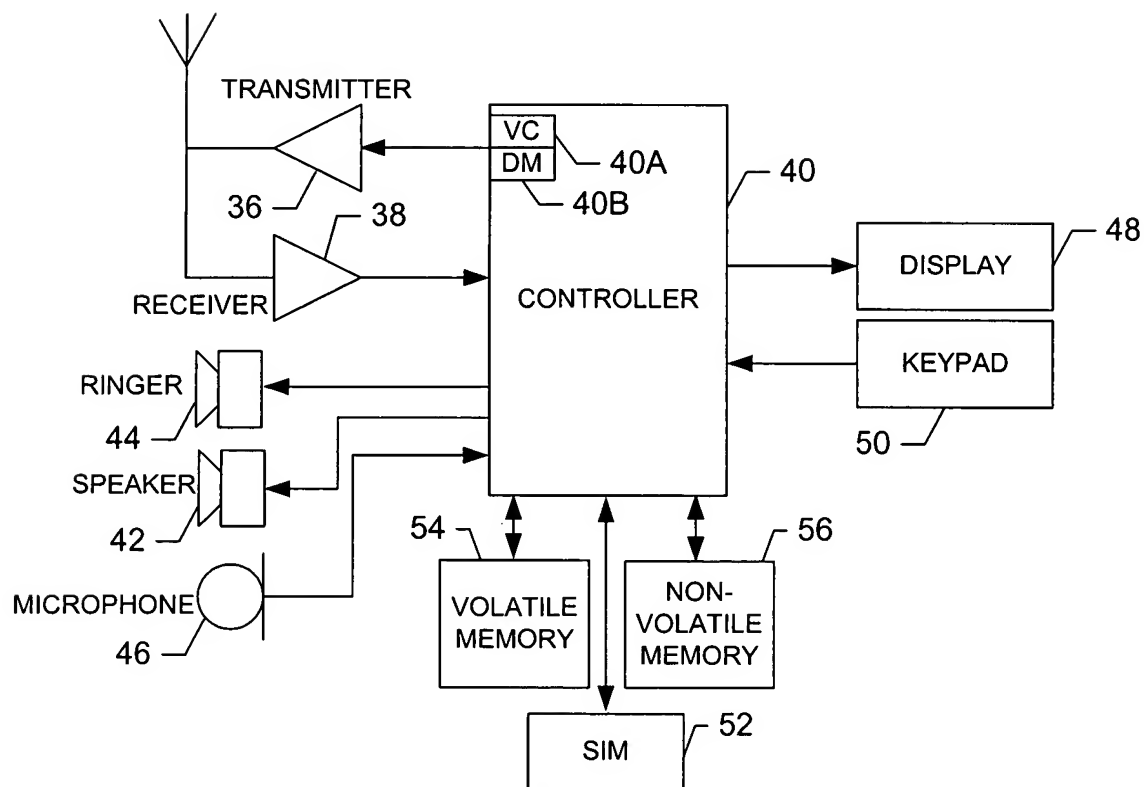 TRANSMITTER
VC
DM
40A
40B
40
36
38
48
DISPLAY
CONTROLLER
RECEIVER
KEYPAD
RINGER
44
50
SPEAKER
42
54
56
MICROPHONE
46
VOLATILE
MEMORY
NON-
VOLATILE
MEMORY
52
SIM